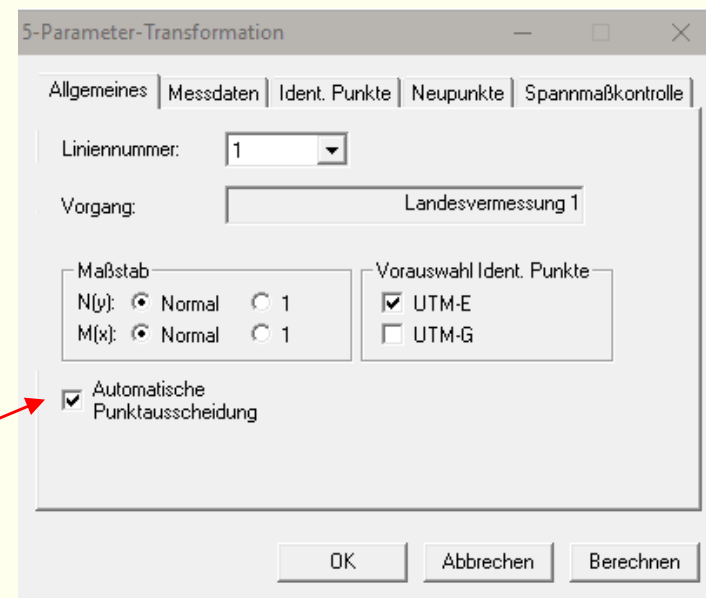 5-Parameter-Transformation
Allgemeines Messdaten Ident. Punkte Neupunkte Spannmaßkontrolle
Liniennummer: 1
Vorgang: Landesvermessung 1
Maßstab Vorauswahl Ident. Punkte
N(y): Normal 1 UTM-E
M(x): Normal 1 UTM-G
Automatische
Punktausscheidung
OK Abbrechen Berechnen